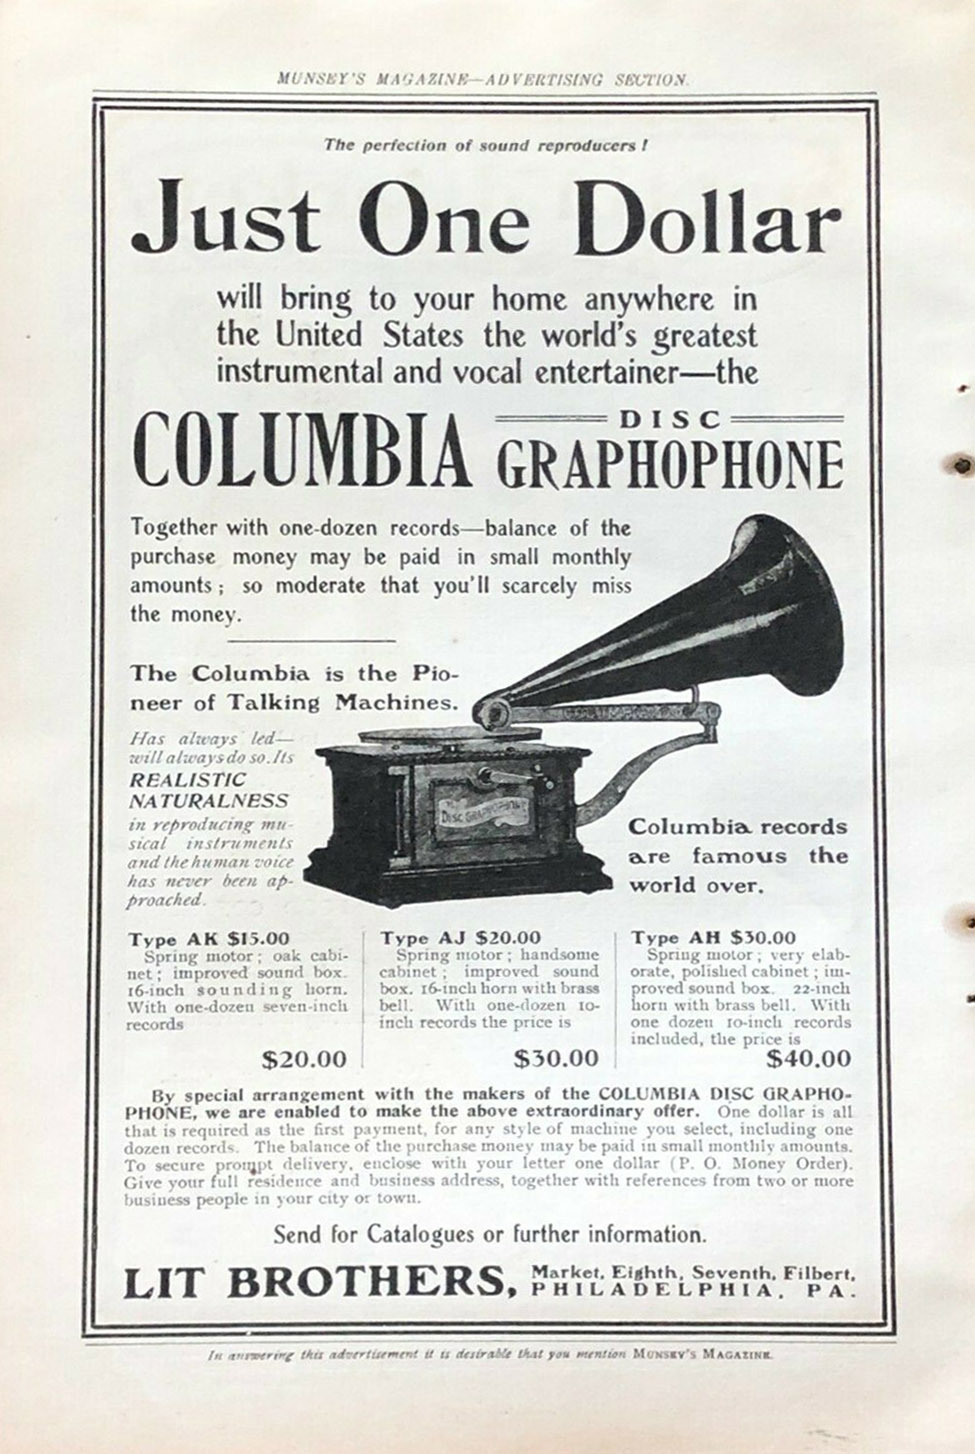 MUNSEY'S MAGAZINE—ADVERTISING SECTION.
The perfection of sound reproducers!
Just One Dollar
will bring to your home anywhere in
the United States the world's greatest
instrumental and vocal entertainer—the
COLUMBIA DISC GRAPHOPHONE
Together with one-dozen records—balance of the
purchase money may be paid in small monthly
amounts; so moderate that you'll scarcely miss
the money.
The Columbia is the Pio-
neer of Talking Machines.
Has always led—
will always do so. Its
REALISTIC
NATURALNESS
in reproducing mu-
sical instruments
and the human voice
has never been ap-
proached.
DISC GRAPHOPHONE
Columbia records
are famous the
world over.
Type AK $15.00
Spring motor; oak cabi-
net; improved sound box.
16-inch sounding horn.
With one-dozen seven-inch
records
$20.00
Type AJ $20.00
Spring motor; handsome
cabinet; improved sound
box. 16-inch horn with brass
bell. With one-dozen 10-
inch records the price is
$30.00
Type AH $30.00
Spring motor; very elab-
orate, polished cabinet; im-
proved sound box. 22-inch
horn with brass bell. With
one dozen 10-inch records
included, the price is
$40.00
By special arrangement with the makers of the COLUMBIA DISC GRAPHO-
PHONE, we are enabled to make the above extraordinary offer. One dollar is all
that is required as the first payment, for any style of machine you select, including one
dozen records. The balance of the purchase money may be paid in small monthly amounts.
To secure prompt delivery, enclose with your letter one dollar (P. O. Money Order).
Give your full residence and business address, together with references from two or more
business people in your city or town.
Send for Catalogues or further information.
LIT BROTHERS, Market, Eighth, Seventh, Filbert,
PHILADELPHIA, PA.
In answering this advertisement it is desirable that you mention MUNSEY'S MAGAZINE.